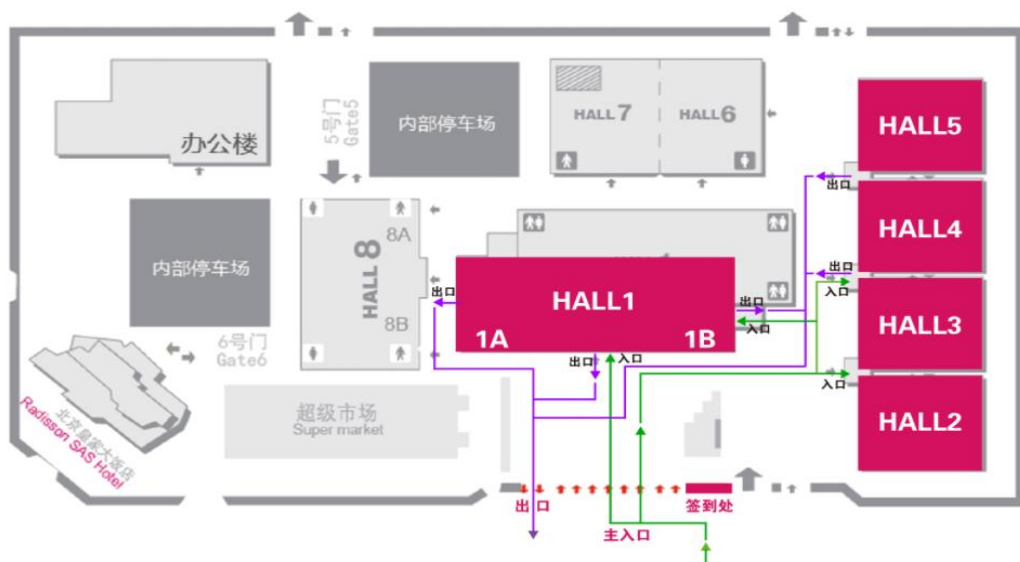 办公楼
5号门
Gate5
内部停车场
HALL 7
HALL 6
HALL5
出口
HALL4
出口
入口
内部停车场
HALL 8
8A
8B
出口
HALL1
1A
1B
出口
入口
出口
入口
HALL3
入口
HALL2
6号门
Gate6
超级市场
Super market
北京皇家大饭店
Radisson SAS Hotel
出口
主入口
签到处